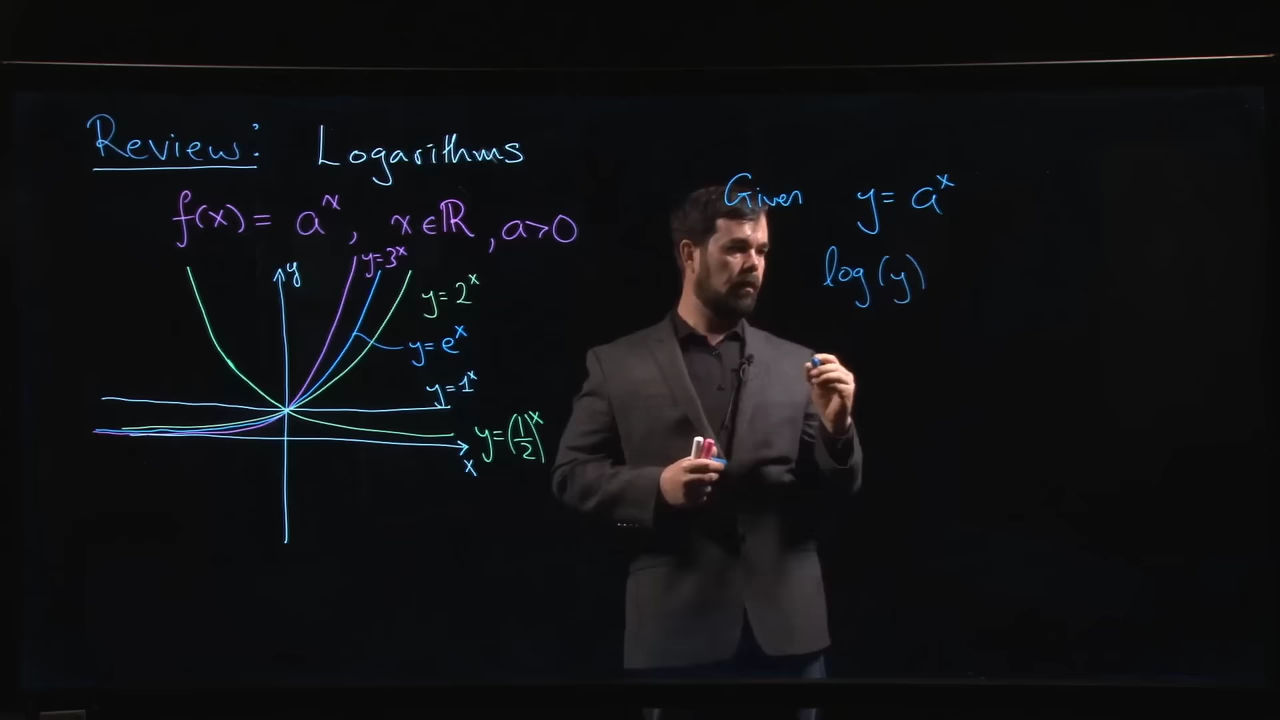 Review: Logarithms
f(x) = a^x, x ∈ ℝ, a>0
y
y=3^x
y=2^x
y=e^x
y=1^x
y=(1/2)^x
x
Given y=a^x
log(y)